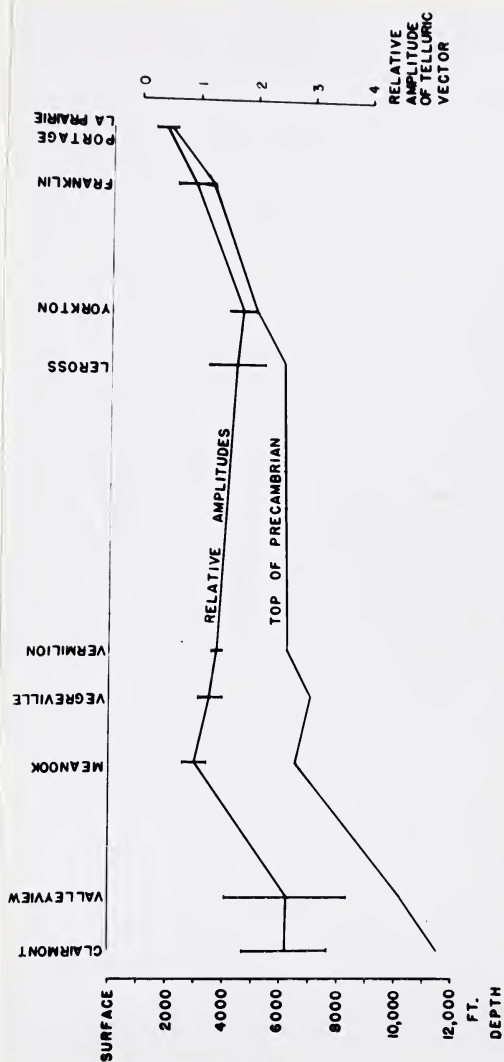 LA PRAIRIE
PORTAGE
FRANKLIN
YORKTON
LEROSS
VERMILION
VEGREVILLE
MEANOOK
VALLEYVIEW
CLAIRMONT
0
1
2
3
4
RELATIVE
AMPLITUDE
OF TELLURIC
VECTOR
RELATIVE AMPLITUDES
TOP OF PRECAMBRIAN
SURFACE
2000
4000
6000
8000
10,000
12,000
FT.
DEPTH